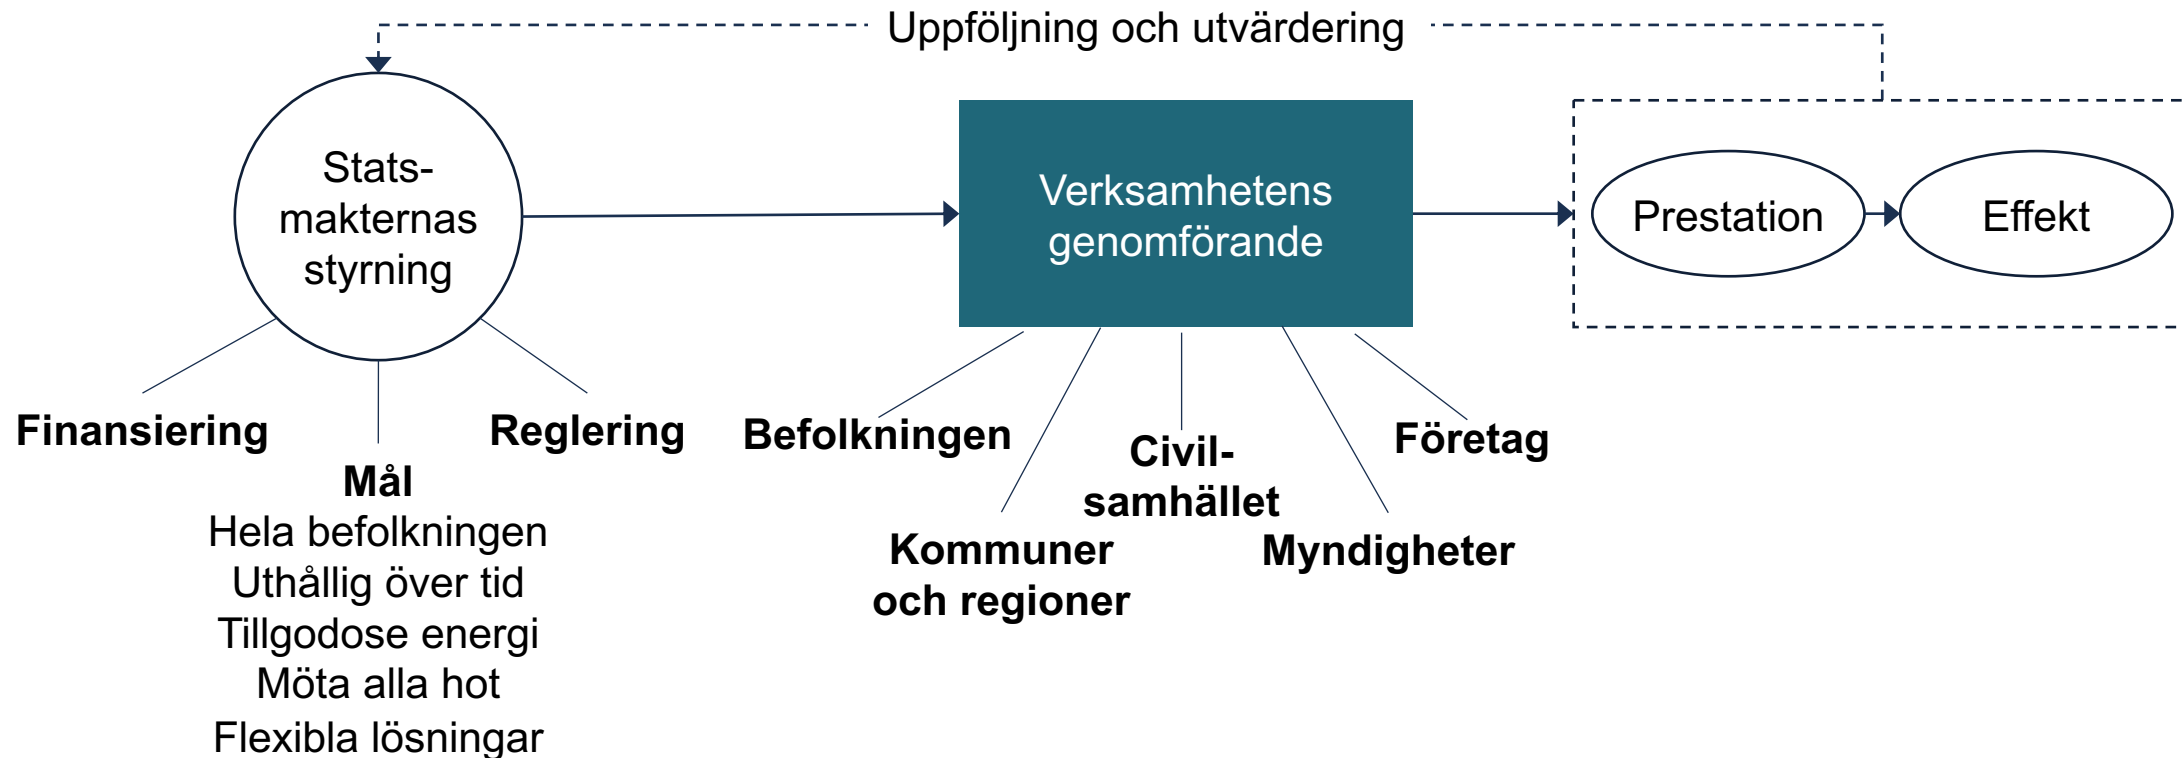 Uppföljning och utvärdering
Stats-
makternas
styrning
Verksamhetens
genomförande
Prestation
Effekt
Finansiering
Reglering
Mål
Hela befolkningen
Uthållig över tid
Tillgodose energi
Möta alla hot
Flexibla lösningar
Befolkningen
Kommuner
och regioner
Civil-
samhället
Myndigheter
Företag